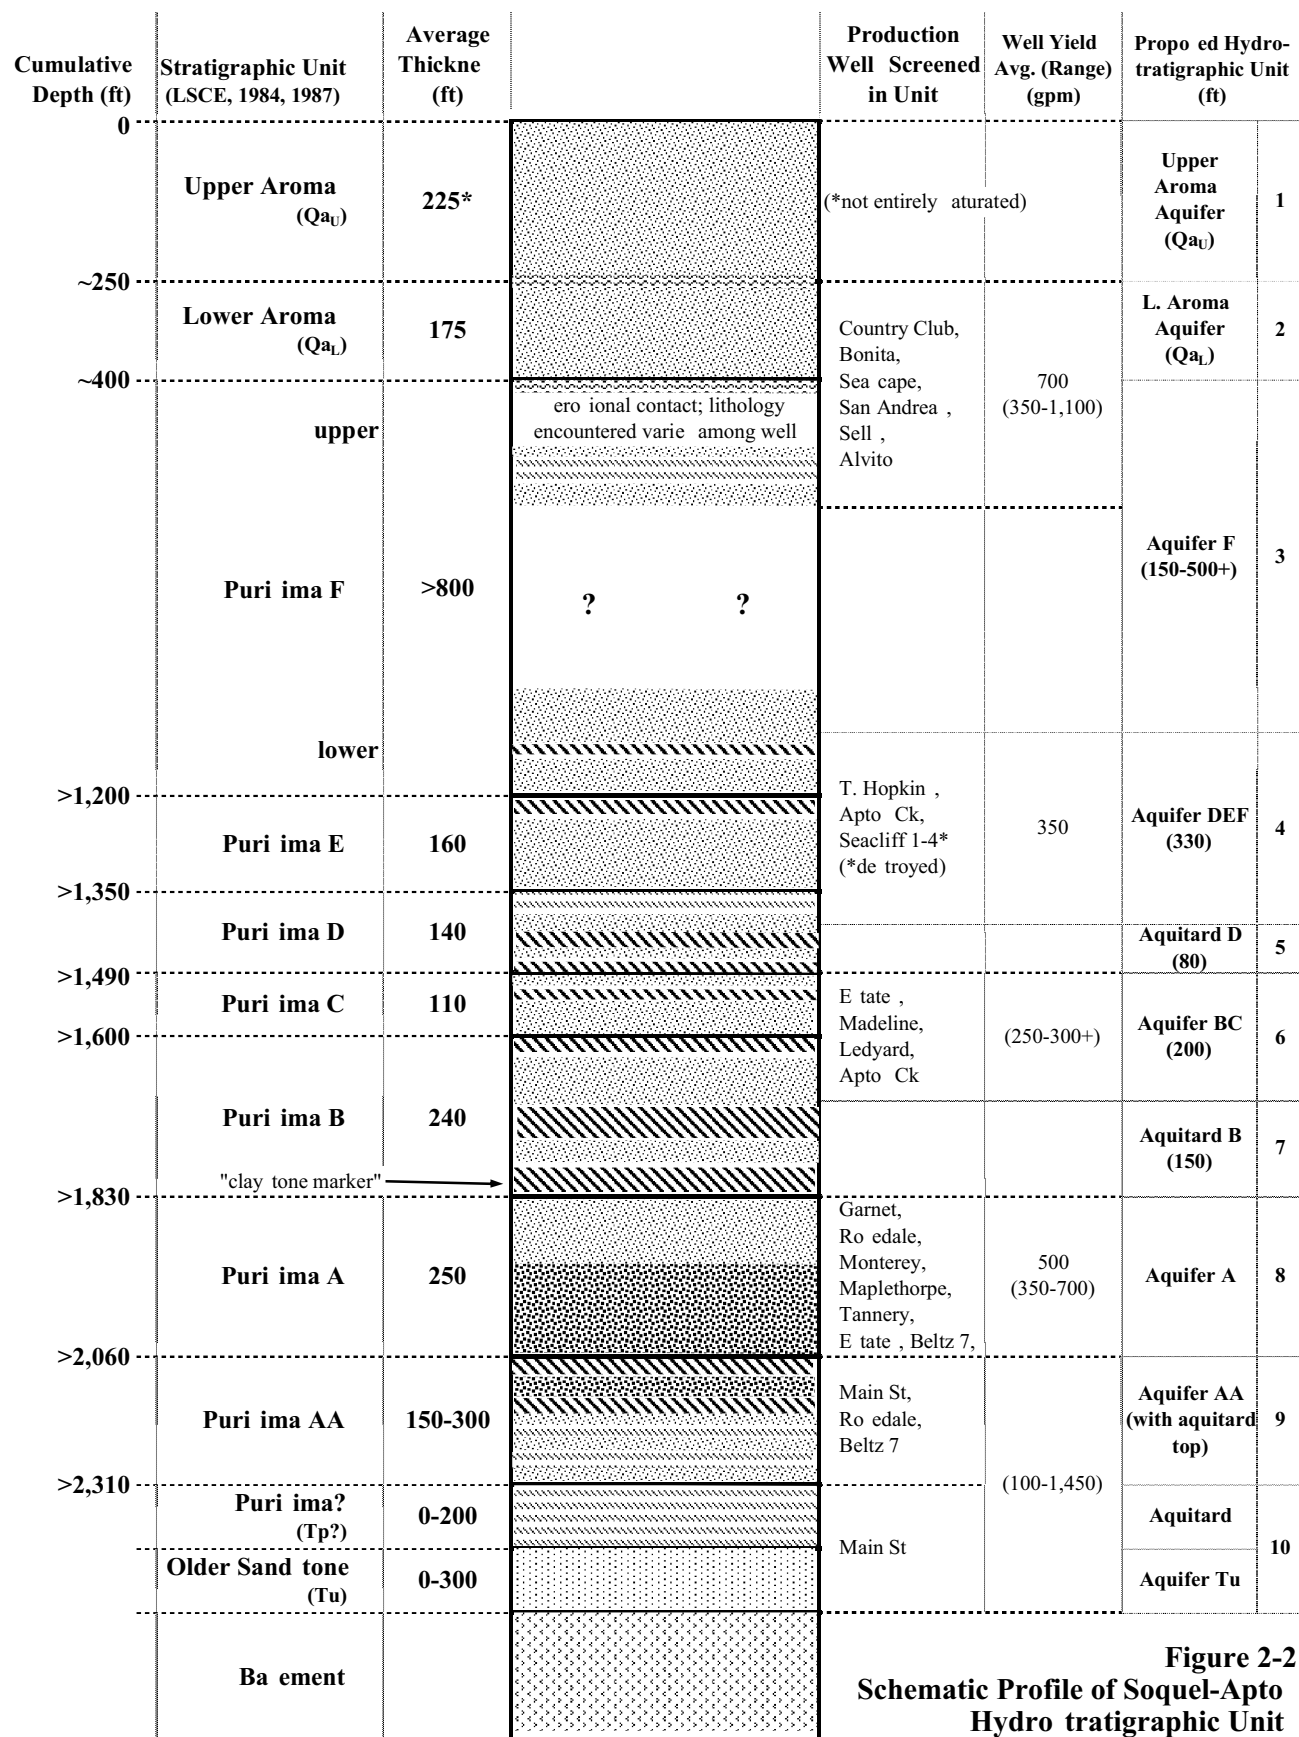 Cumulative
Depth (ft)
Stratigraphic Unit
(LSCE, 1984, 1987)
Average
Thickne
(ft)
Production
Well Screened
in Unit
Well Yield
Avg. (Range)
(gpm)
Propo ed Hydro-
tratigraphic Unit
(ft)
0
Upper Aroma
(QaU)
225*
(*not entirely aturated)
Upper
Aroma
Aquifer
(QaU)
1
~250
Lower Aroma
(QaL)
175
Country Club,
Bonita,
Sea cape,
San Andrea ,
Sell ,
Alvito
700
(350-1,100)
L. Aroma
Aquifer
(QaL)
2
~400
upper
ero ional contact; lithology
encountered varie among well
Puri ima F
>800
? ?
Aquifer F
(150-500+)
3
lower
>1,200
Puri ima E
160
T. Hopkin ,
Apto Ck,
Seacliff 1-4*
(*de troyed)
350
Aquifer DEF
(330)
4
>1,350
Puri ima D
140
Aquitard D
(80)
5
>1,490
Puri ima C
110
E tate ,
Madeline,
Ledyard,
Apto Ck
(250-300+)
Aquifer BC
(200)
6
>1,600
Puri ima B
240
Aquitard B
(150)
7
"clay tone marker"
>1,830
Puri ima A
250
Garnet,
Ro edale,
Monterey,
Maplethorpe,
Tannery,
E tate , Beltz 7,
500
(350-700)
Aquifer A
8
>2,060
Puri ima AA
150-300
Main St,
Ro edale,
Beltz 7
(100-1,450)
Aquifer AA
(with aquitard
top)
9
>2,310
Puri ima?
(Tp?)
0-200
Main St
Aquitard
10
Older Sand tone
(Tu)
0-300
Aquifer Tu
Ba ement
Figure 2-2
Schematic Profile of Soquel-Apto
Hydro tratigraphic Unit